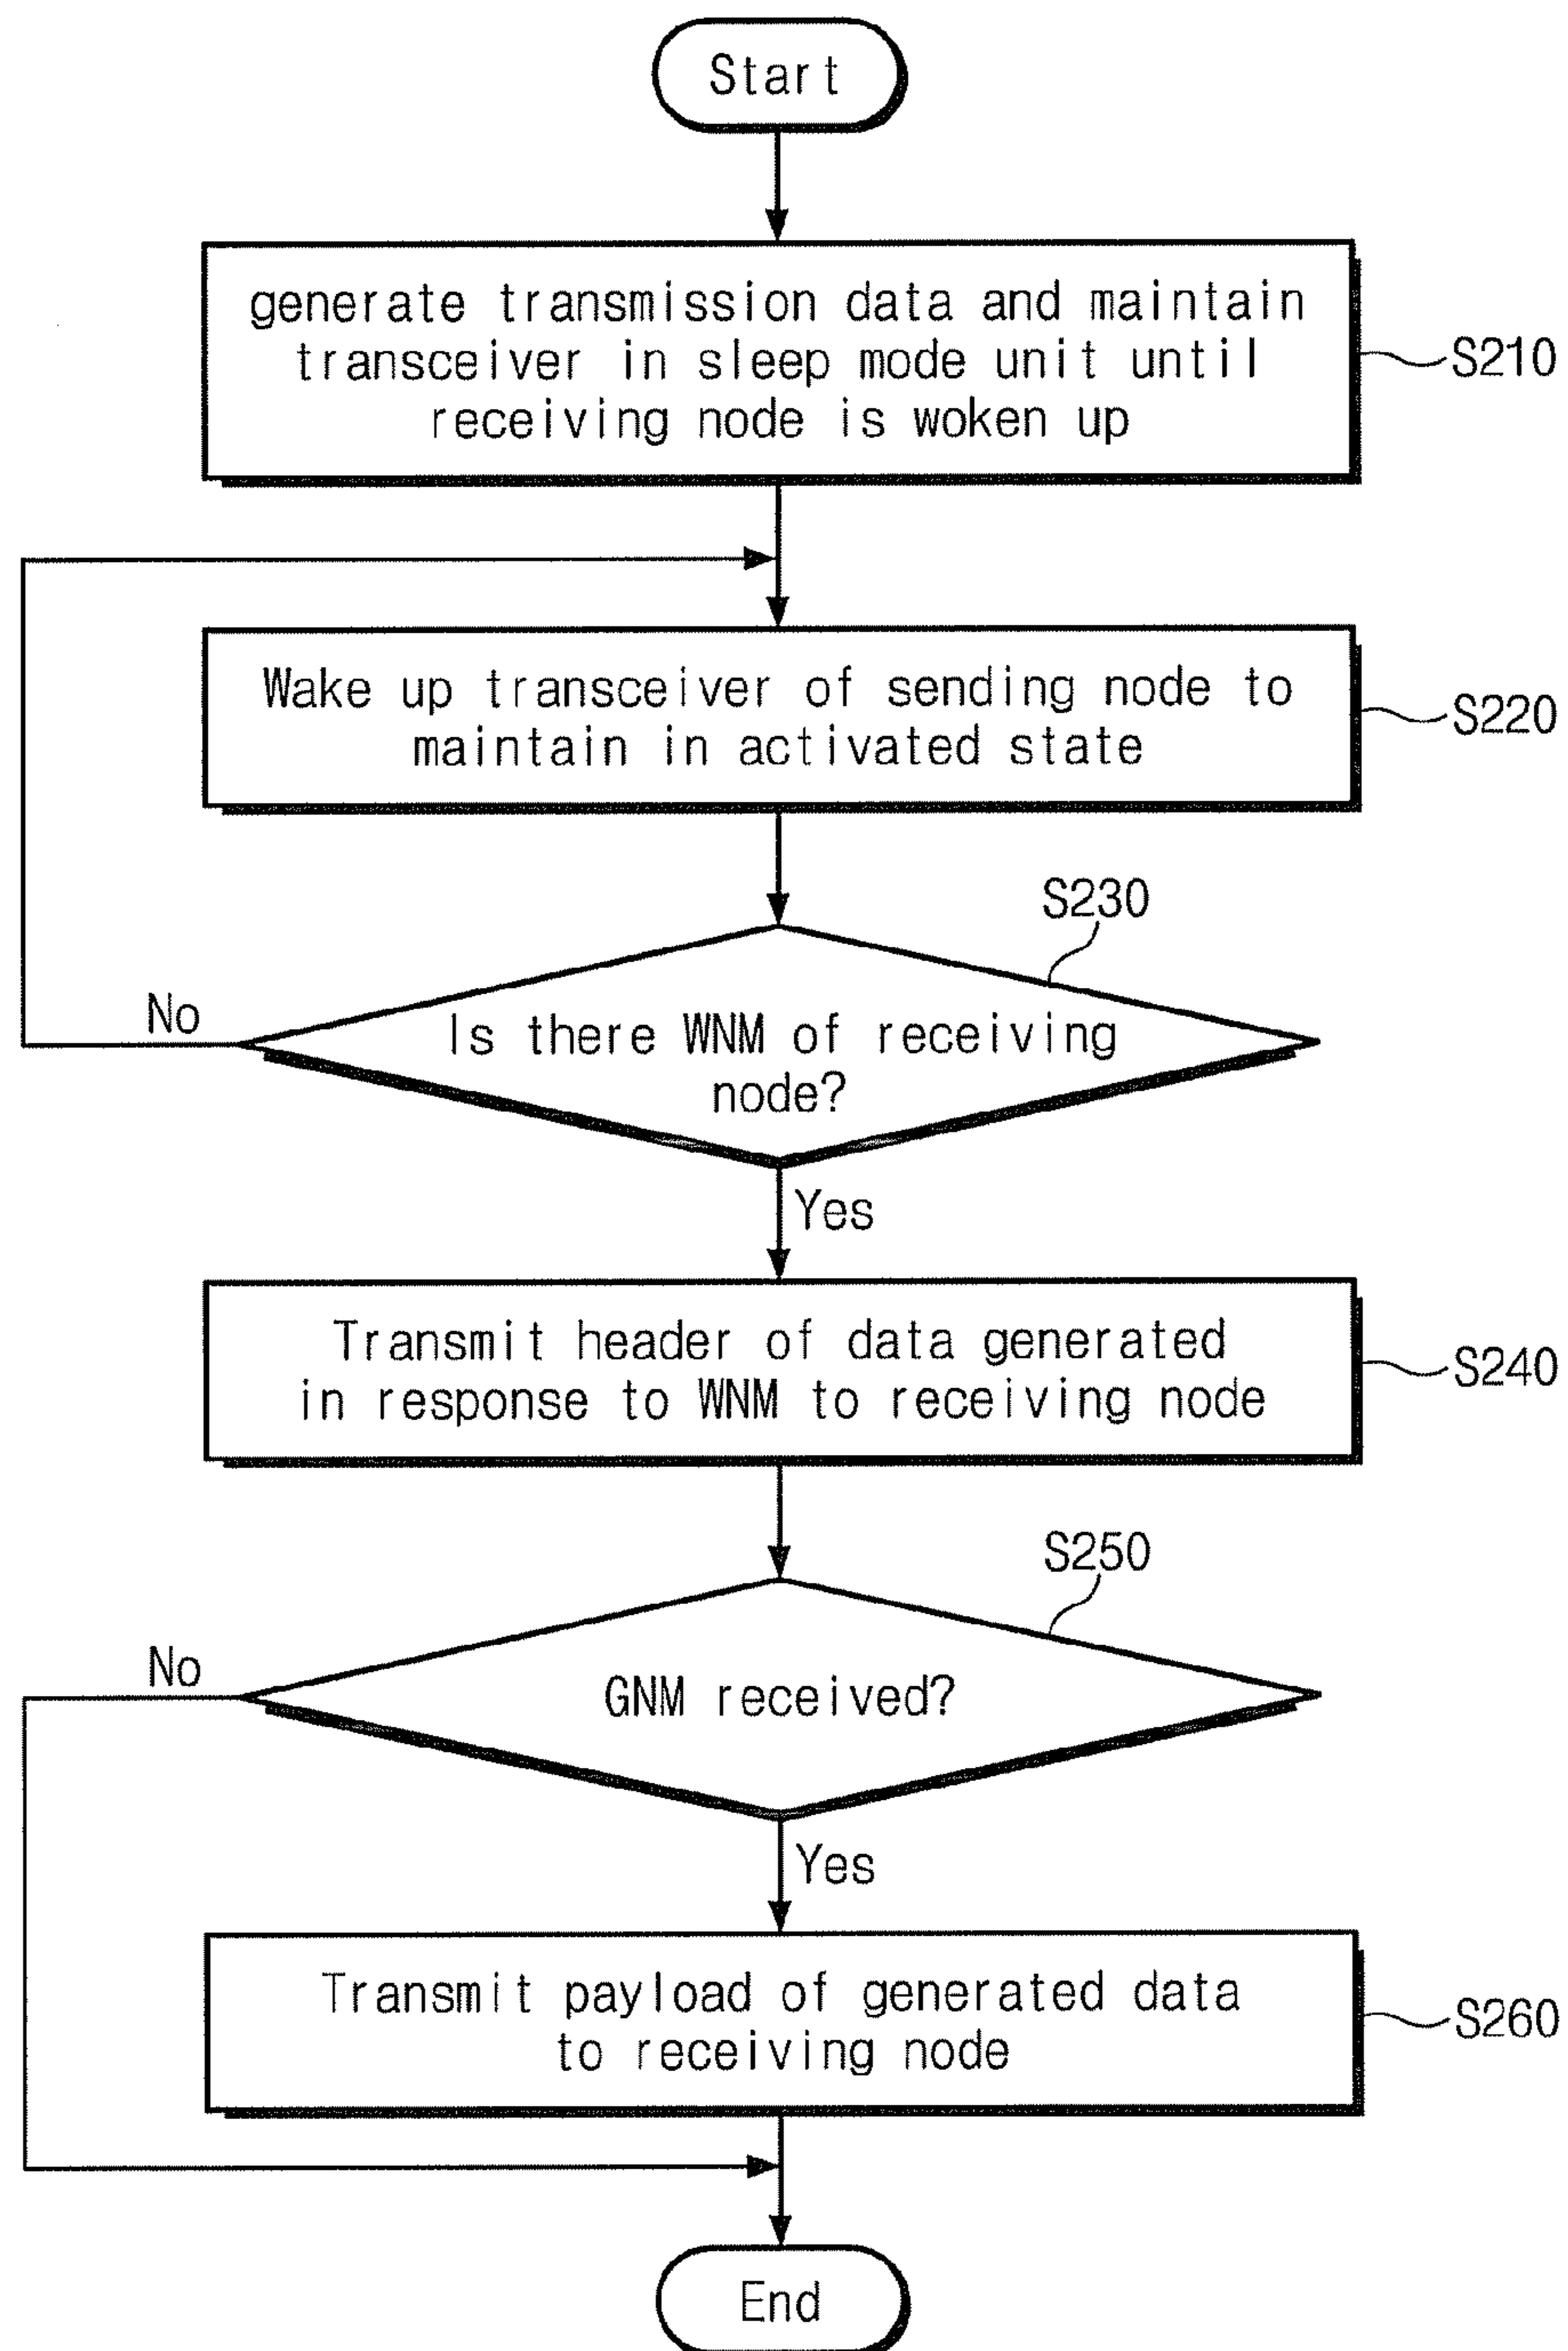 Start
generate transmission data and maintain
transceiver in sleep mode unit until
receiving node is woken up
S210
Wake up transceiver of sending node to
maintain in activated state
S220
S230
No
Is there WNM of receiving
node?
Yes
Transmit header of data generated
in response to WNM to receiving node
S240
S250
No
GNM received?
Yes
Transmit payload of generated data
to receiving node
S260
End